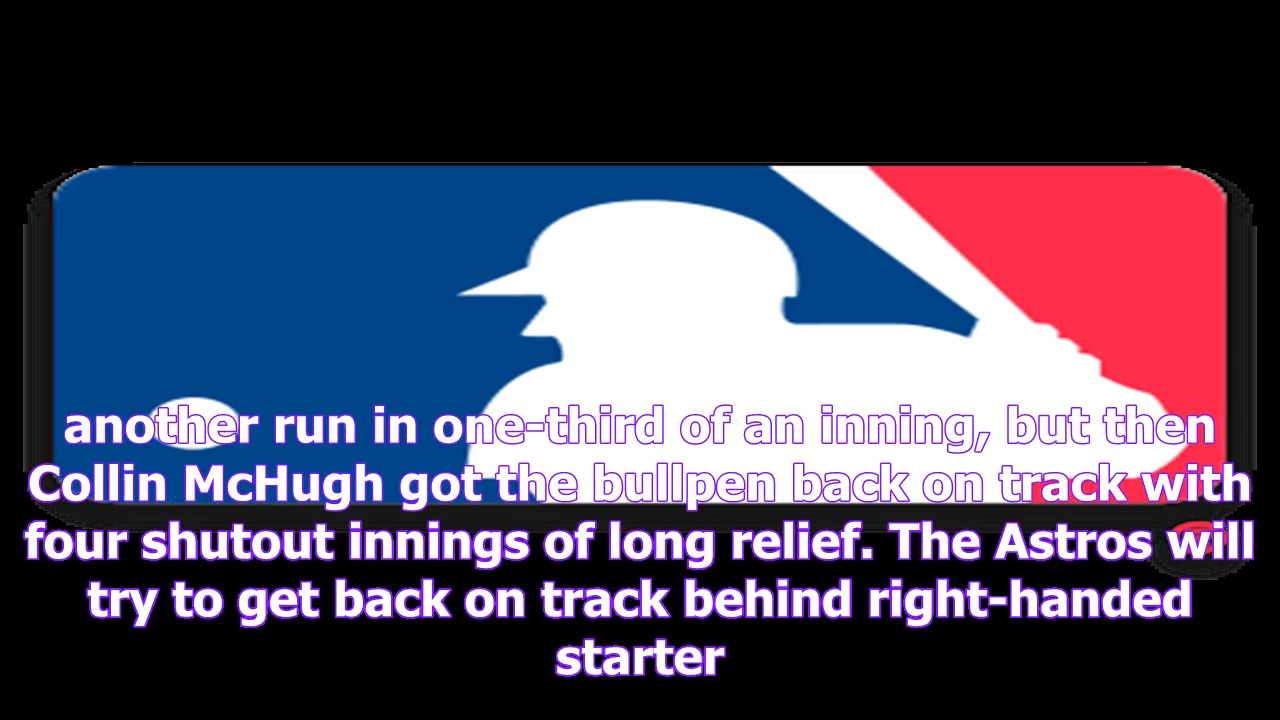 another run in one-third of an inning, but then
Collin McHugh got the bullpen back on track with
four shutout innings of long relief. The Astros will
try to get back on track behind right-handed
starter